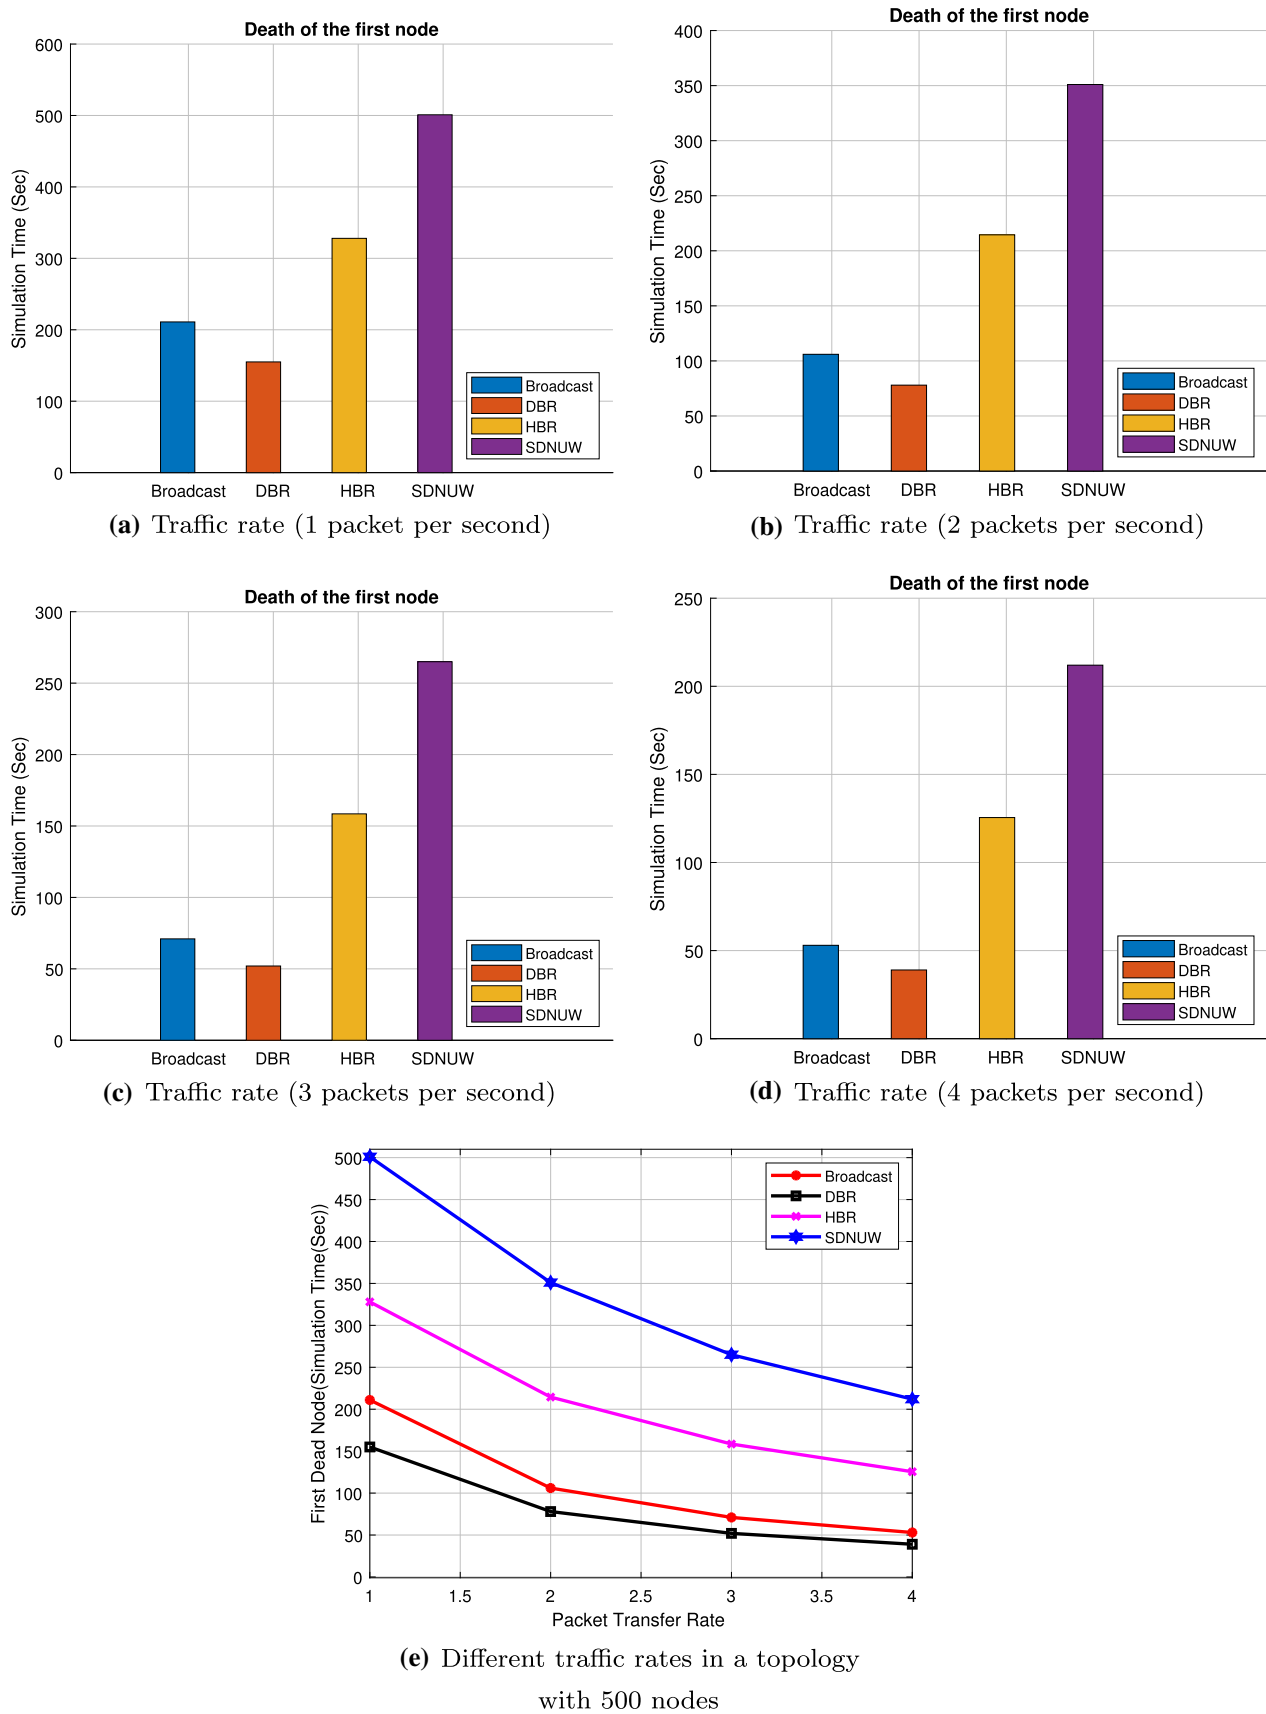 Death of the first node
600
500
400
300
200
100
0
Simulation Time (Sec)
Broadcast
DBR
HBR
SDNUW
Broadcast DBR HBR SDNUW
(a) Traffic rate (1 packet per second)
Death of the first node
400
350
300
250
200
150
100
50
0
Simulation Time (Sec)
Broadcast
DBR
HBR
SDNUW
Broadcast DBR HBR SDNUW
(b) Traffic rate (2 packets per second)
Death of the first node
300
250
200
150
100
50
0
Simulation Time (Sec)
Broadcast
DBR
HBR
SDNUW
Broadcast DBR HBR SDNUW
(c) Traffic rate (3 packets per second)
Death of the first node
250
200
150
100
50
0
Simulation Time (Sec)
Broadcast
DBR
HBR
SDNUW
Broadcast DBR HBR SDNUW
(d) Traffic rate (4 packets per second)
500
450
400
350
300
250
200
150
100
50
0
First Dead Node(Simulation Time(Sec))
Broadcast
DBR
HBR
SDNUW
1 1.5 2 2.5 3 3.5 4
Packet Transfer Rate
(e) Different traffic rates in a topology
with 500 nodes